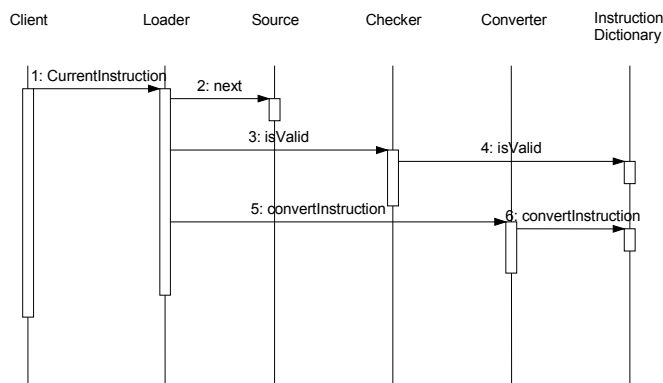 Client
Loader
Source
Checker
Converter
Instruction
Dictionary
1: CurrentInstruction
2: next
3: isValid
4: isValid
5: convertInstruction
6: convertInstruction